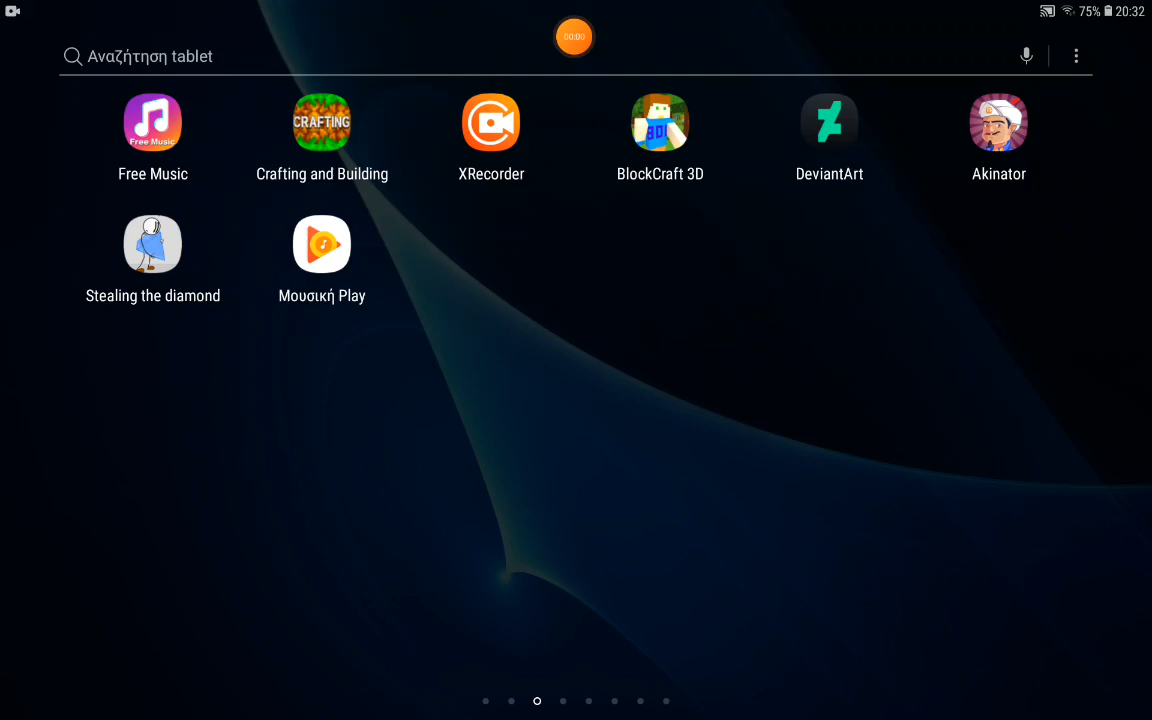 75% 20:32
00:00
Αναζήτηση tablet
Free Music
CRAFTING
BOI
Free Music
Crafting and Building
XRecorder
BlockCraft 3D
DeviantArt
Akinator
Stealing the diamond
Μουσική Play